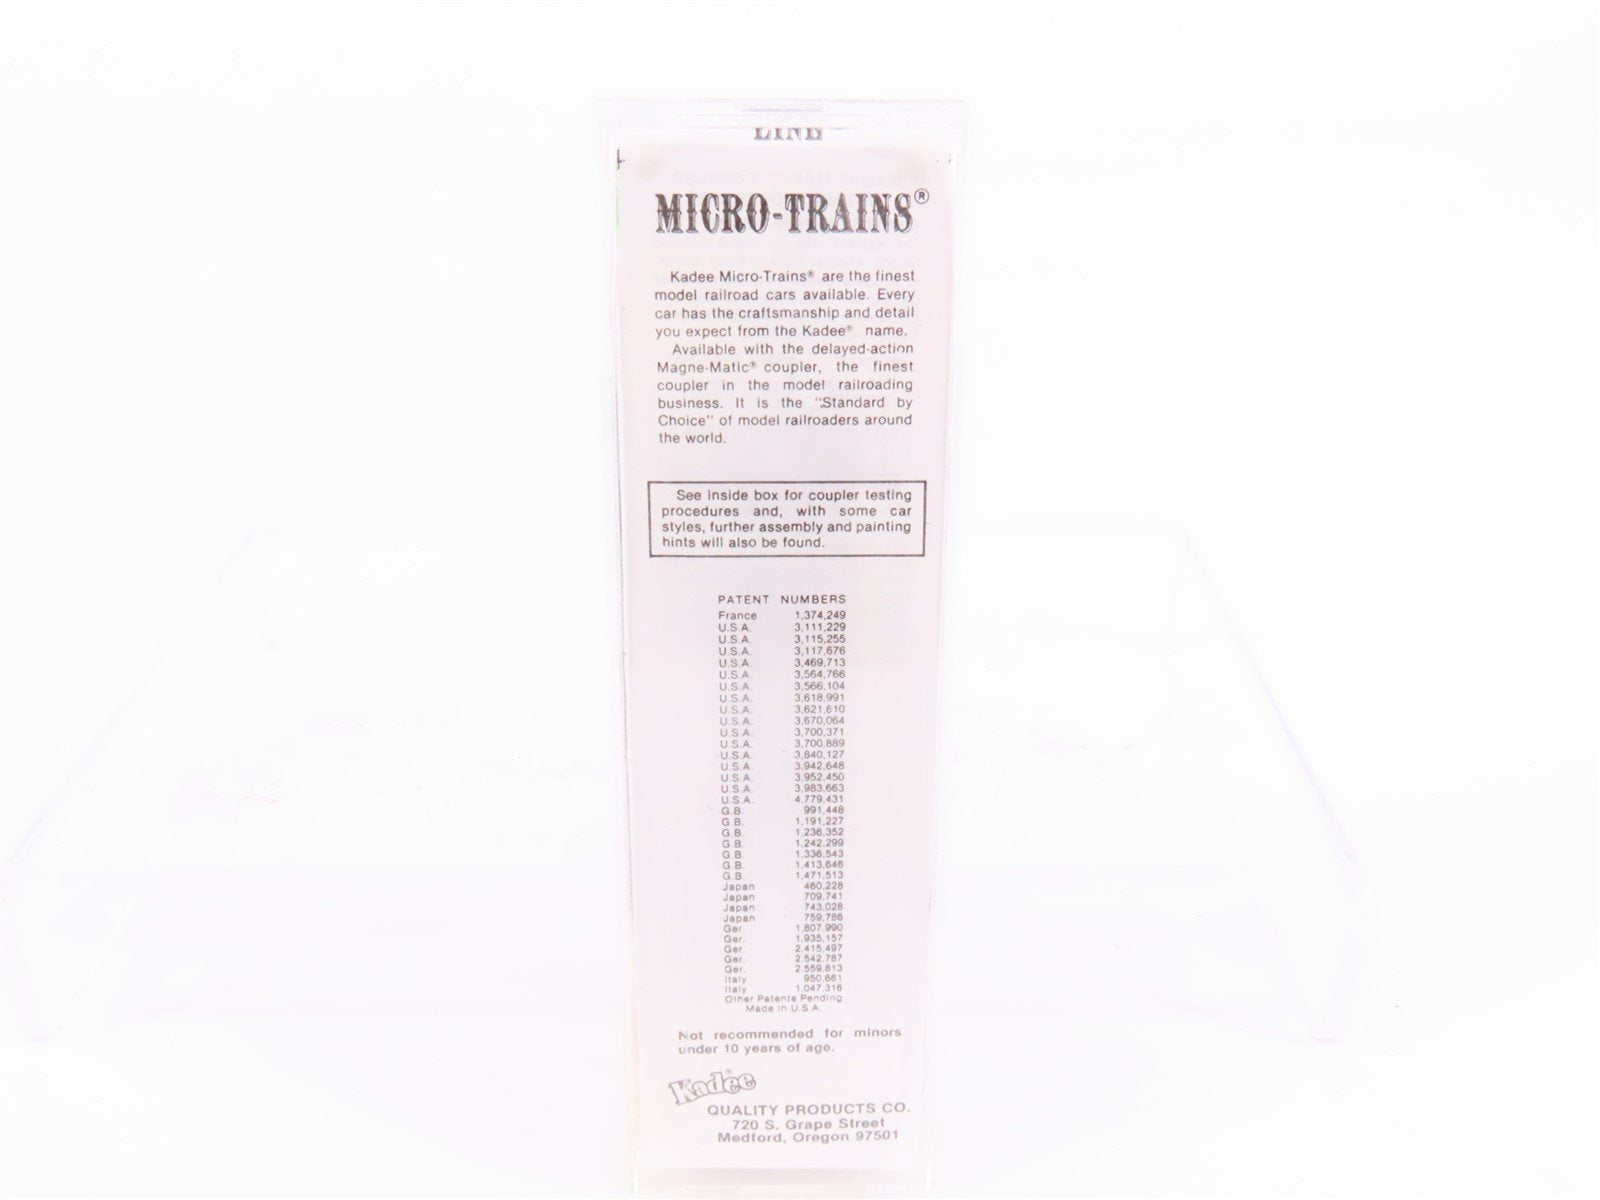 LINE
MICRO-TRAINS®
Kadee Micro-Trains® are the finest
model railroad cars available. Every
car has the craftsmanship and detail
you expect from the Kadee® name.
Available with the delayed-action
Magne-Matic® coupler, the finest
coupler in the model railroading
business. It is the "Standard by
Choice" of model railroaders around
the world.
See inside box for coupler testing
procedures and, with some car
styles, further assembly and painting
hints will also be found.
PATENT NUMBERS
France 1,374,249
U.S.A. 3,111,229
U.S.A. 3,115,255
U.S.A. 3,117,676
U.S.A. 3,469,713
U.S.A. 3,564,766
U.S.A. 3,566,104
U.S.A. 3,618,991
U.S.A. 3,621,610
U.S.A. 3,670,064
U.S.A. 3,700,371
U.S.A. 3,700,889
U.S.A. 3,840,127
U.S.A. 3,942,648
U.S.A. 3,952,450
U.S.A. 3,983,663
U.S.A. 4,779,431
G.B. 991,448
G.B. 1,191,227
G.B. 1,236,352
G.B. 1,242,299
G.B. 1,336,543
G.B. 1,413,646
G.B. 1,471,513
Japan 460,228
Japan 709,741
Japan 743,028
Japan 759,786
Ger. 1,807,990
Ger. 1,935,157
Ger. 2,415,497
Ger. 2,542,787
Ger. 2,559,813
Italy 950,661
Italy 1,047,316
Other Patents Pending
Made in U.S.A.
Not recommended for minors
under 10 years of age.
Kadee
QUALITY PRODUCTS CO.
720 S. Grape Street
Medford, Oregon 97501